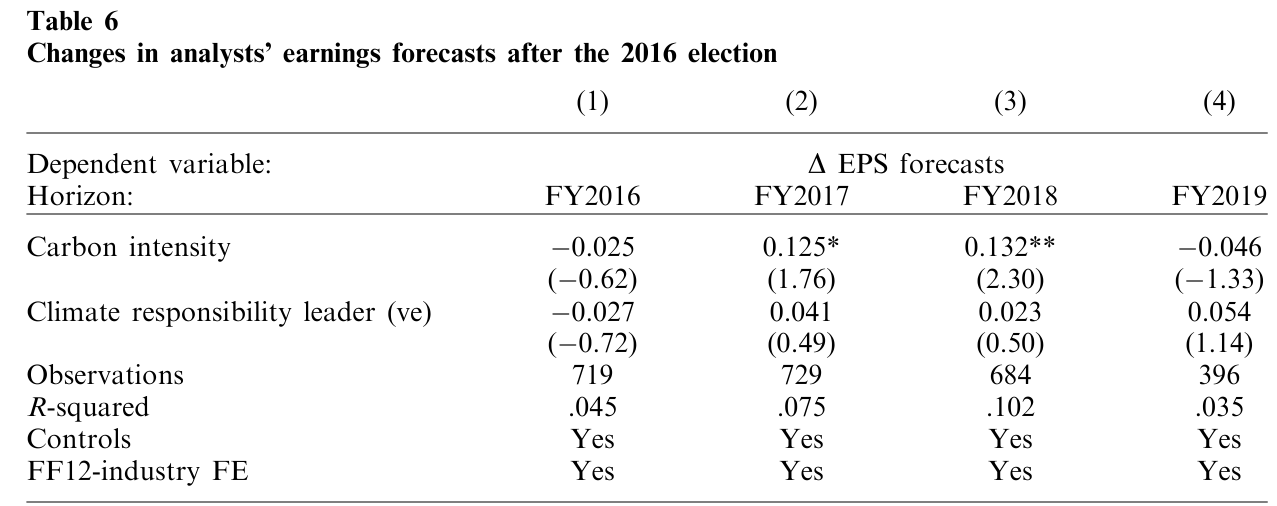 Table 6
Changes in analysts' earnings forecasts after the 2016 election
(1) (2) (3) (4)
Dependent variable: Δ EPS forecasts
Horizon: FY2016 FY2017 FY2018 FY2019
Carbon intensity −0.025 0.125* 0.132** −0.046
(−0.62) (1.76) (2.30) (−1.33)
Climate responsibility leader (ve) −0.027 0.041 0.023 0.054
(−0.72) (0.49) (0.50) (1.14)
Observations 719 729 684 396
R-squared .045 .075 .102 .035
Controls Yes Yes Yes Yes
FF12-industry FE Yes Yes Yes Yes